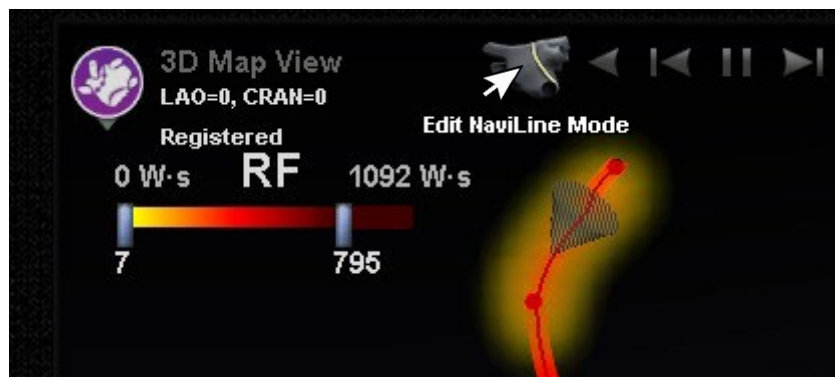 3D Map View
LAO=0, CRAN=0
Registered
Edit NaviLine Mode
0 W·s RF 1092 W·s
7 795